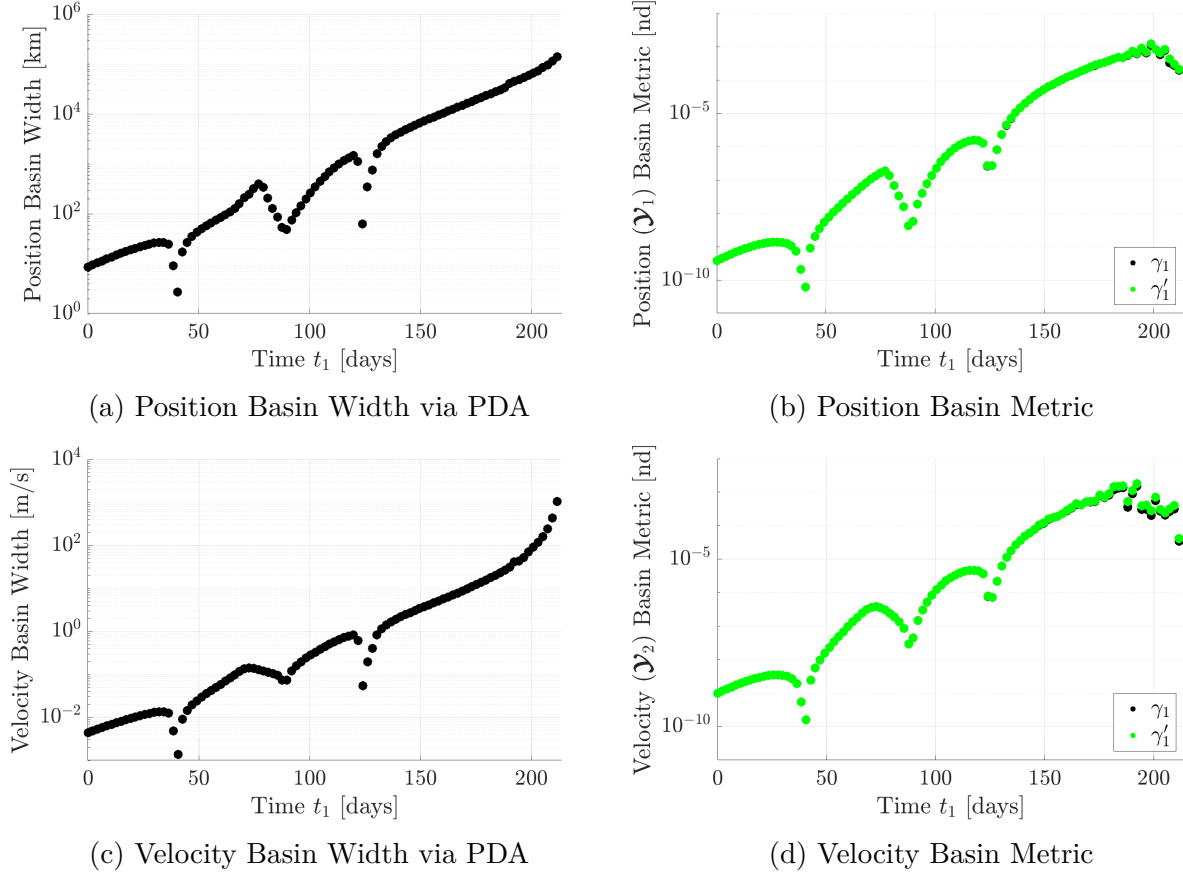 Position Basin Width [km]
10^6
10^4
10^2
10^0
0 50 100 150 200
Time t_1 [days]
(a) Position Basin Width via PDA
Position (𝓨_1) Basin Metric [nd]
10^{-5}
10^{-10}
γ_1
γ_1′
0 50 100 150 200
Time t_1 [days]
(b) Position Basin Metric
Velocity Basin Width [m/s]
10^4
10^2
10^0
10^{-2}
0 50 100 150 200
Time t_1 [days]
(c) Velocity Basin Width via PDA
Velocity (𝓨_2) Basin Metric [nd]
10^{-5}
10^{-10}
γ_1
γ_1′
0 50 100 150 200
Time t_1 [days]
(d) Velocity Basin Metric